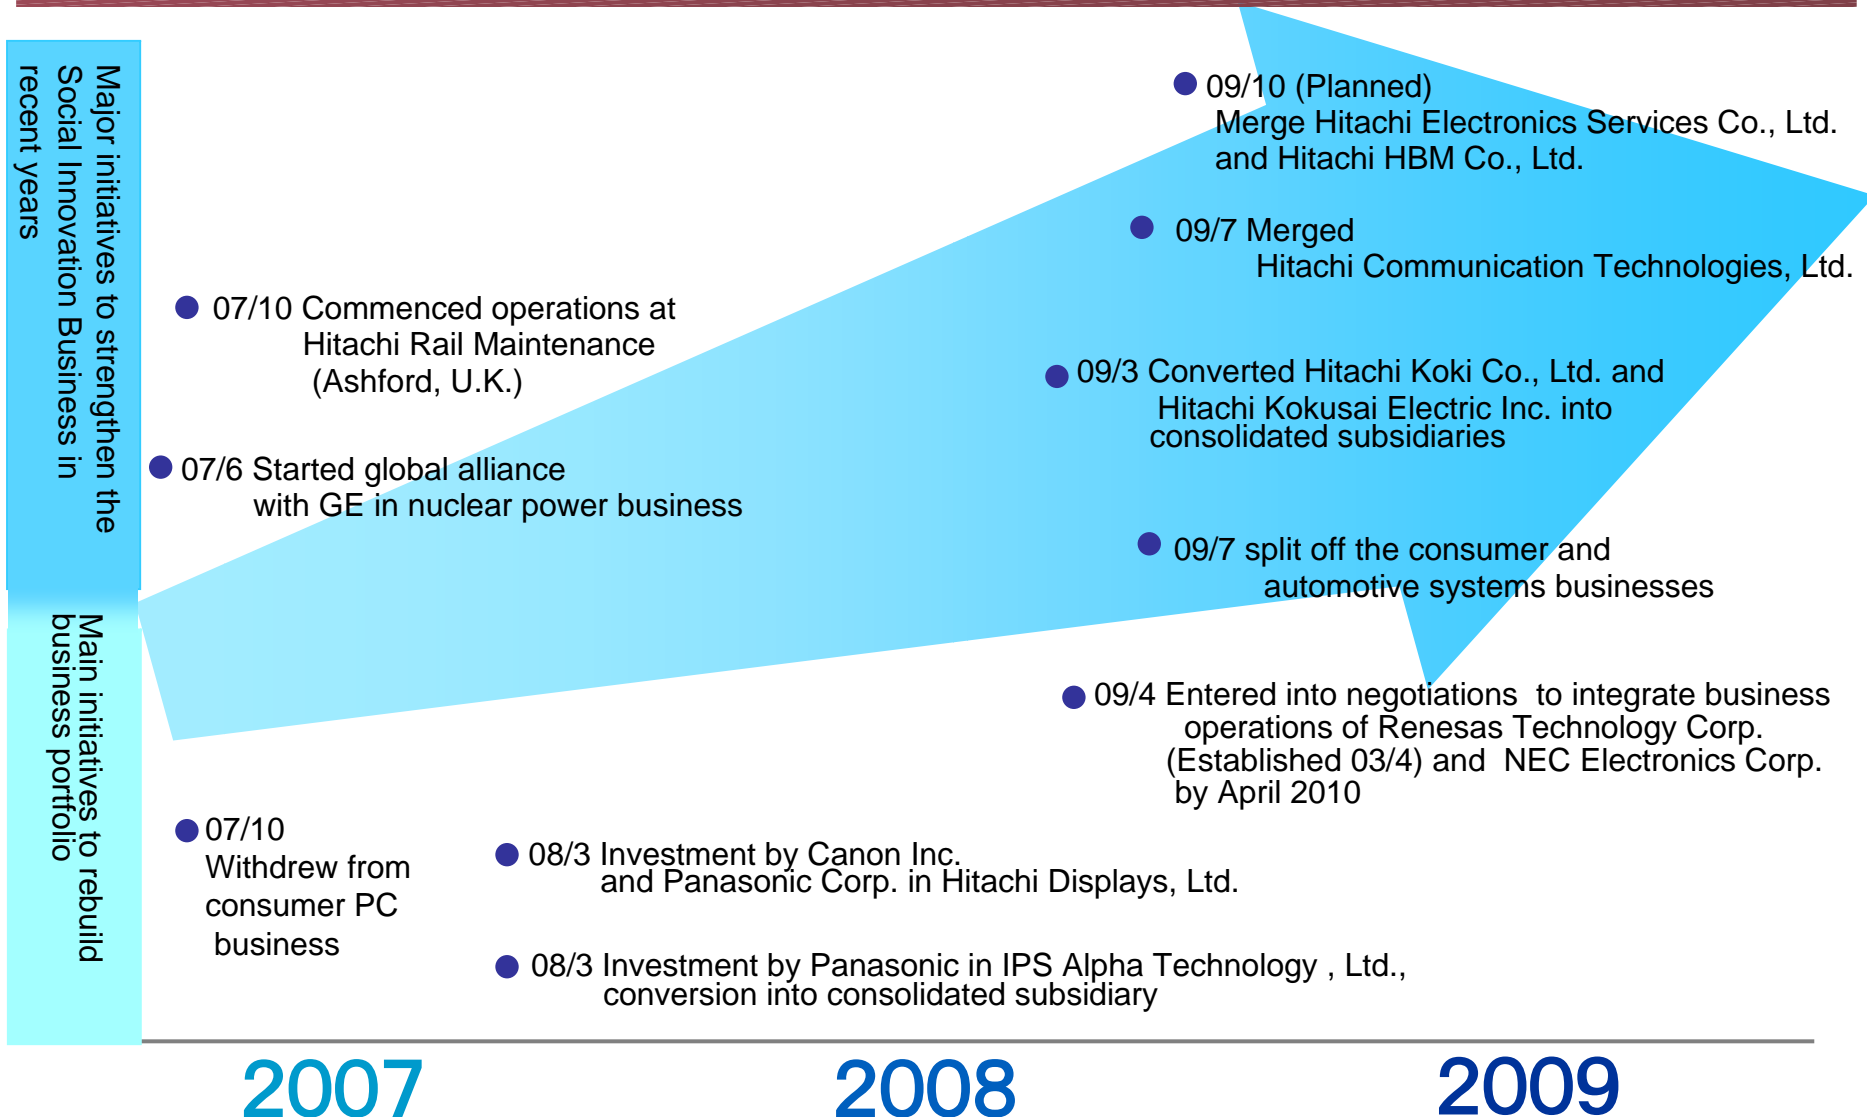 Major initiatives to strengthen the
Social Innovation Business in
recent years
09/10 (Planned)
Merge Hitachi Electronics Services Co., Ltd.
and Hitachi HBM Co., Ltd.
09/7 Merged
Hitachi Communication Technologies, Ltd.
07/10 Commenced operations at
Hitachi Rail Maintenance
(Ashford, U.K.)
09/3 Converted Hitachi Koki Co., Ltd. and
Hitachi Kokusai Electric Inc. into
consolidated subsidiaries
07/6 Started global alliance
with GE in nuclear power business
09/7 split off the consumer and
automotive systems businesses
Main initiatives to rebuild
business portfolio
09/4 Entered into negotiations to integrate business
operations of Renesas Technology Corp.
(Established 03/4) and NEC Electronics Corp.
by April 2010
07/10
Withdrew from
consumer PC
business
08/3 Investment by Canon Inc.
and Panasonic Corp. in Hitachi Displays, Ltd.
08/3 Investment by Panasonic in IPS Alpha Technology , Ltd.,
conversion into consolidated subsidiary
2007
2008
2009